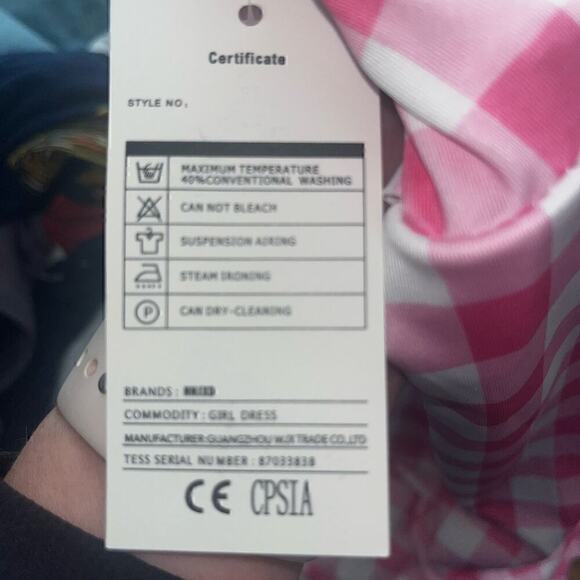 Certificate
STYLE NO:
MAXIMUM TEMPERATURE
40%CONVENTIONAL WASHING
CAN NOT BLEACH
SUSPENSION AIRING
STEAM IRONING
P
CAN DRY-CLEANING
BRANDS :
COMMODITY : GIRL DRESS
MANUFACTURER:GUANGZHOU WJX TRADE CO.,LTD
TESS SERIAL NUMBER : 87033838
CE CPSIA